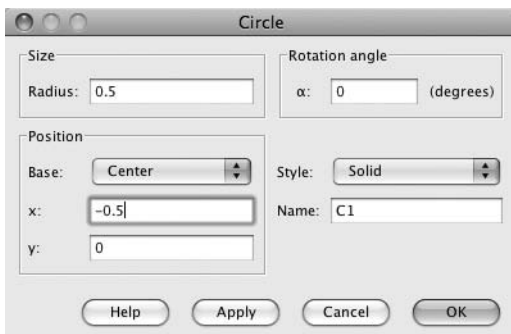 Circle
Size
Radius: 0.5
Rotation angle
α: 0 (degrees)
Position
Base: Center
x: -0.5
y: 0
Style: Solid
Name: C1
Help Apply Cancel OK